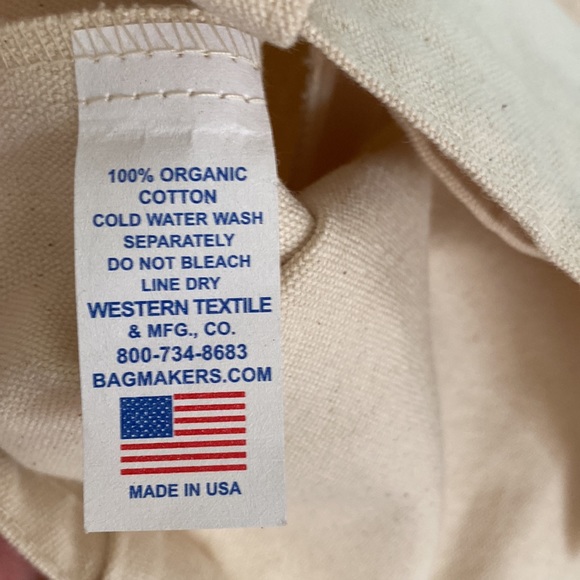 100% ORGANIC
COTTON
COLD WATER WASH
SEPARATELY
DO NOT BLEACH
LINE DRY
WESTERN TEXTILE
& MFG., CO.
800-734-8683
BAGMAKERS.COM
MADE IN USA